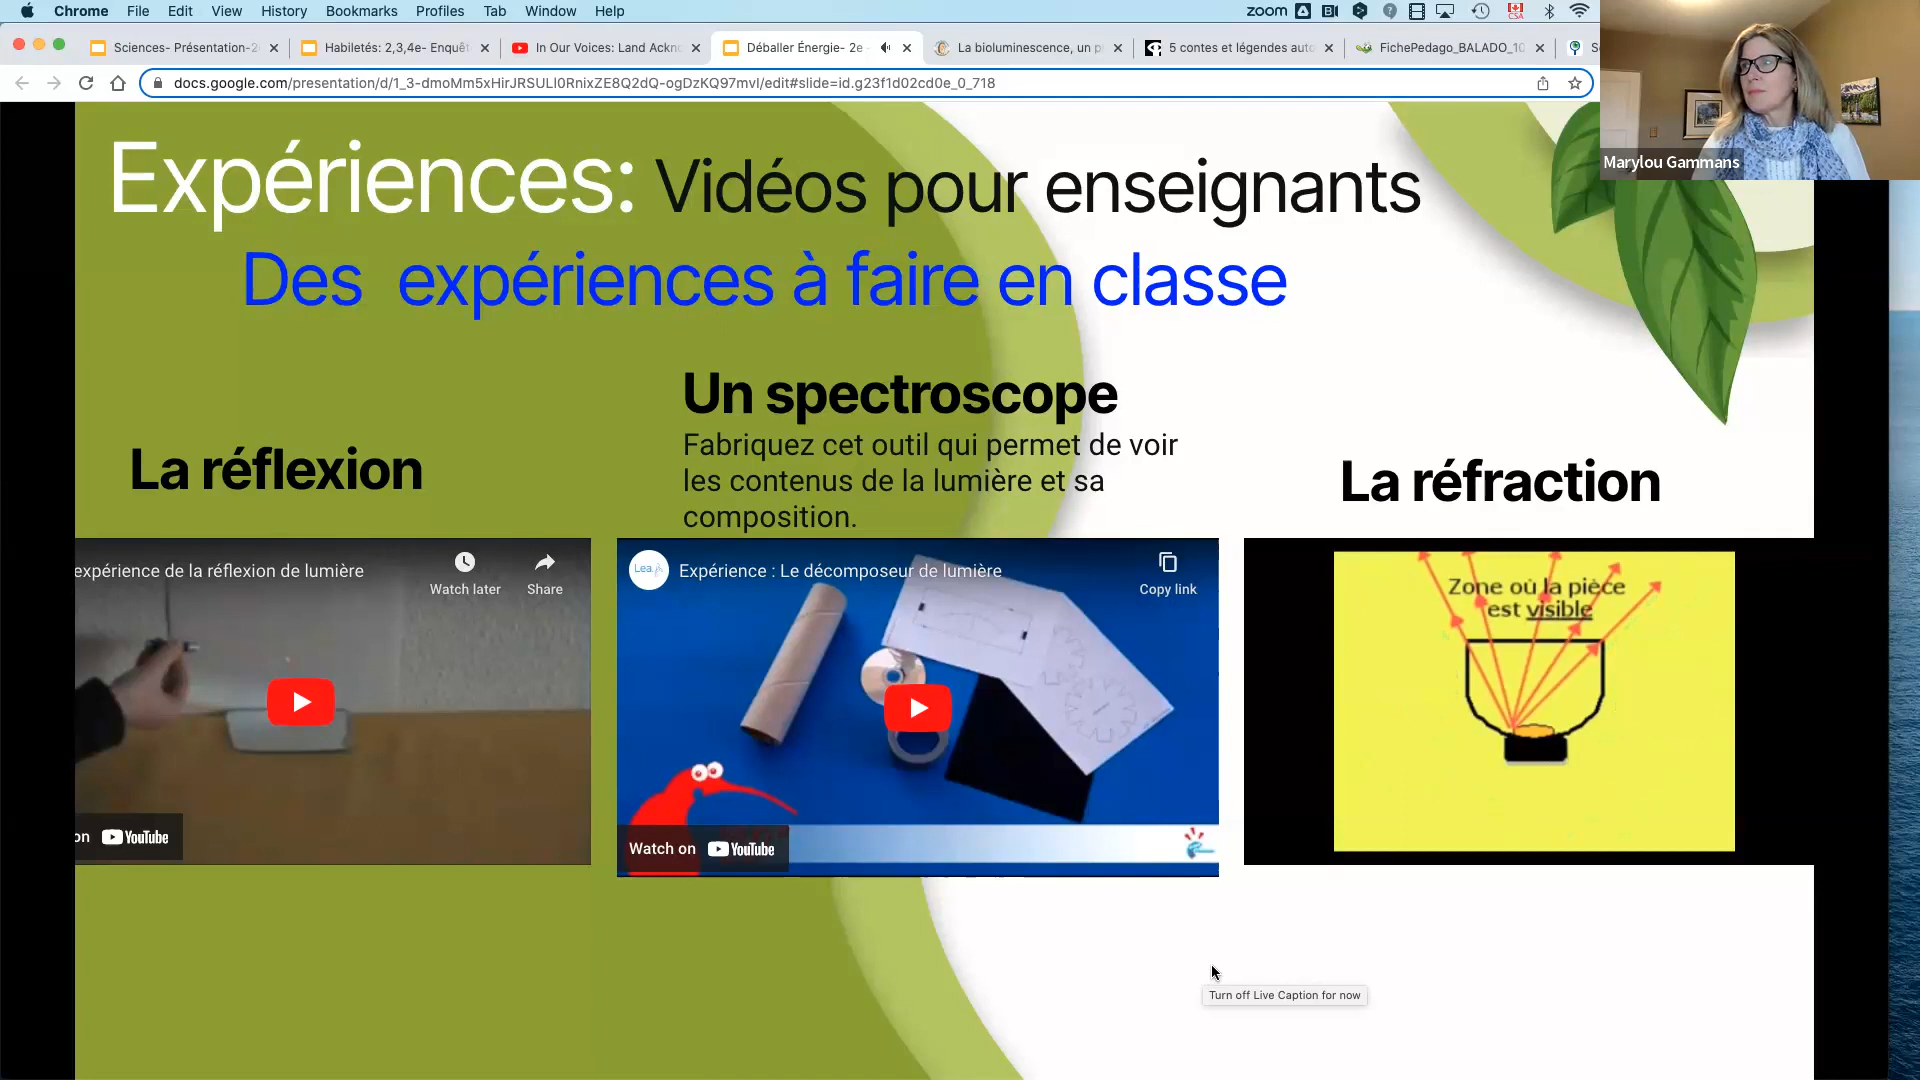 Chrome File Edit View History Bookmarks Profiles Tab Window Help
zoom
Sciences- Présentation-2
Habiletés: 2,3,4e- Enquêt
In Our Voices: Land Ackn
Déballer Énergie- 2e
La bioluminescence, un p
5 contes et légendes auto
FichePedago_BALADO_10
docs.google.com/presentation/d/1_3-dmoMm5xHirJRSULI0RnixZE8Q2dQ-ogDzKQ97mvI/edit#slide=id.g23f1d02cd0e_0_718
Marylou Gammans
Expériences: Vidéos pour enseignants
Des expériences à faire en classe
La réflexion
Un spectroscope
Fabriquez cet outil qui permet de voir
les contenus de la lumière et sa
composition.
La réfraction
expérience de la réflexion de lumière
Watch later
Share
on YouTube
Lea.fr
Expérience : Le décomposeur de lumière
Copy link
Watch on YouTube
Zone où la pièce
est visible
Turn off Live Caption for now